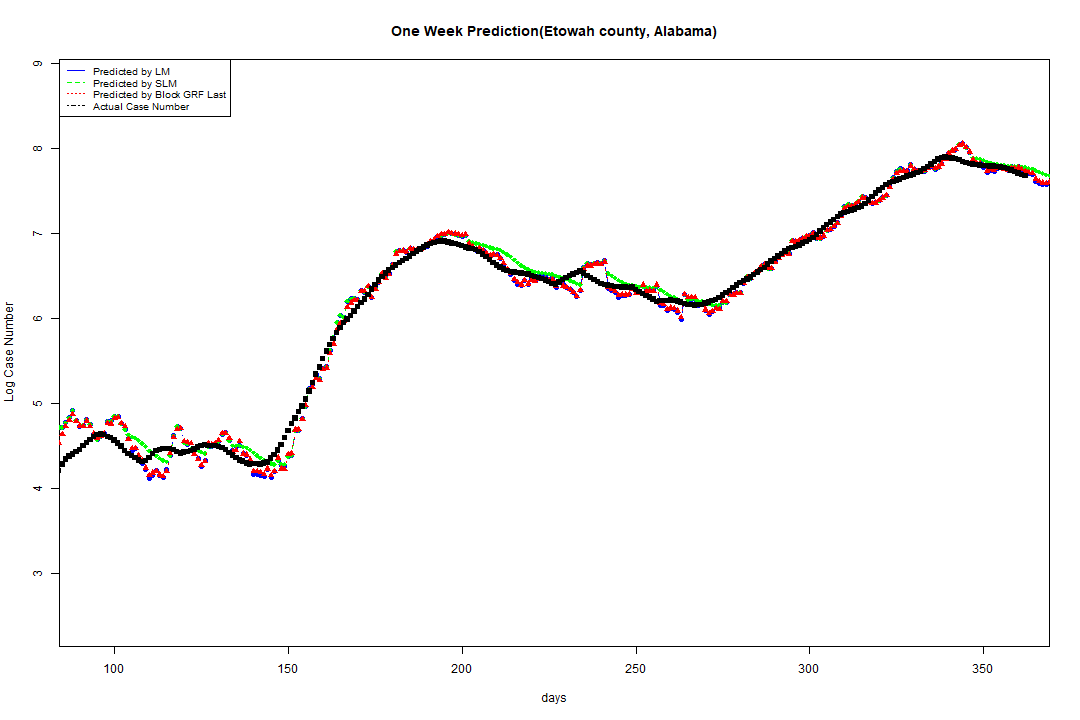 One Week Prediction(Etowah county, Alabama)
Predicted by LM
Predicted by SLM
Predicted by Block GRF Last
Actual Case Number
9
8
7
6
5
4
3
Log Case Number
100 150 200 250 300 350
days